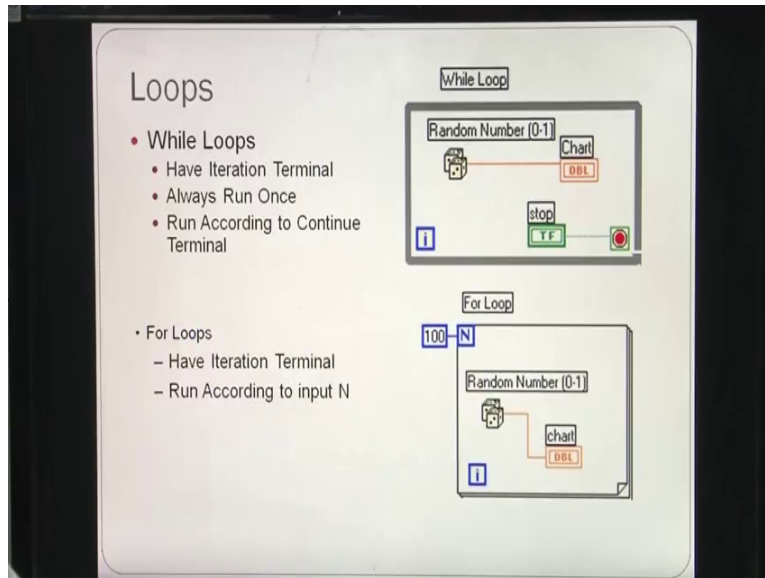 Loops
• While Loops
• Have Iteration Terminal
• Always Run Once
• Run According to Continue
Terminal
While Loop
Random Number (0-1)
Chart
DBL
stop
TF
i
• For Loops
– Have Iteration Terminal
– Run According to input N
For Loop
100
N
Random Number (0-1)
chart
DBL
i